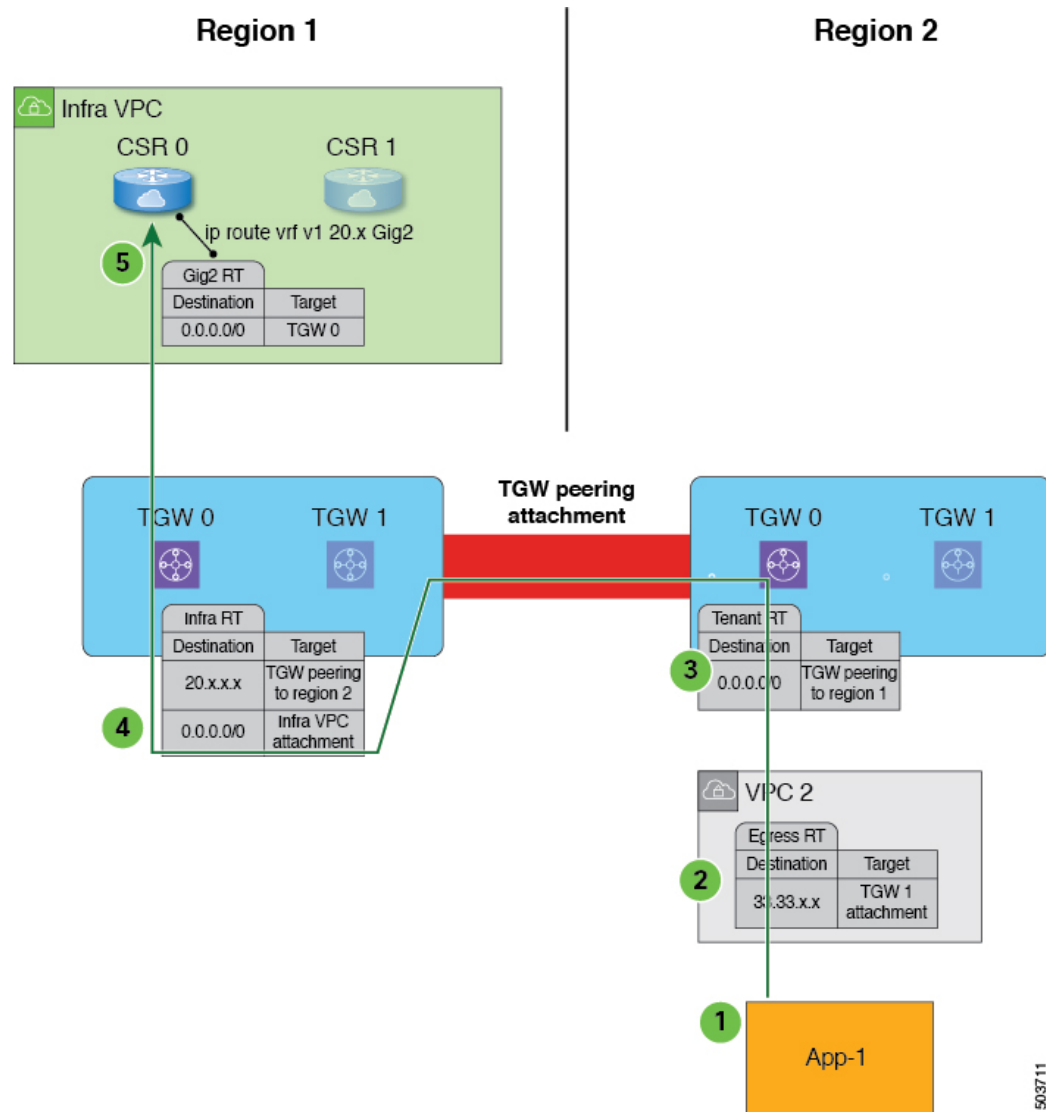 Region 1
Region 2
Infra VPC
CSR 0
CSR 1
ip route vrf v1 20.x Gig2
5
Gig2 RT
Destination
Target
0.0.0.0/0
TGW 0
TGW peering
attachment
TGW 0
TGW 1
TGW 0
TGW 1
Infra RT
Destination
Target
20.x.x.x
TGW peering
to region 2
4
0.0.0.0/0
Infra VPC
attachment
Tenant RT
Destination
Target
3
0.0.0.0/0
TGW peering
to region 1
VPC 2
Egress RT
Destination
Target
2
33.33.x.x
TGW 1
attachment
1
App-1
503711